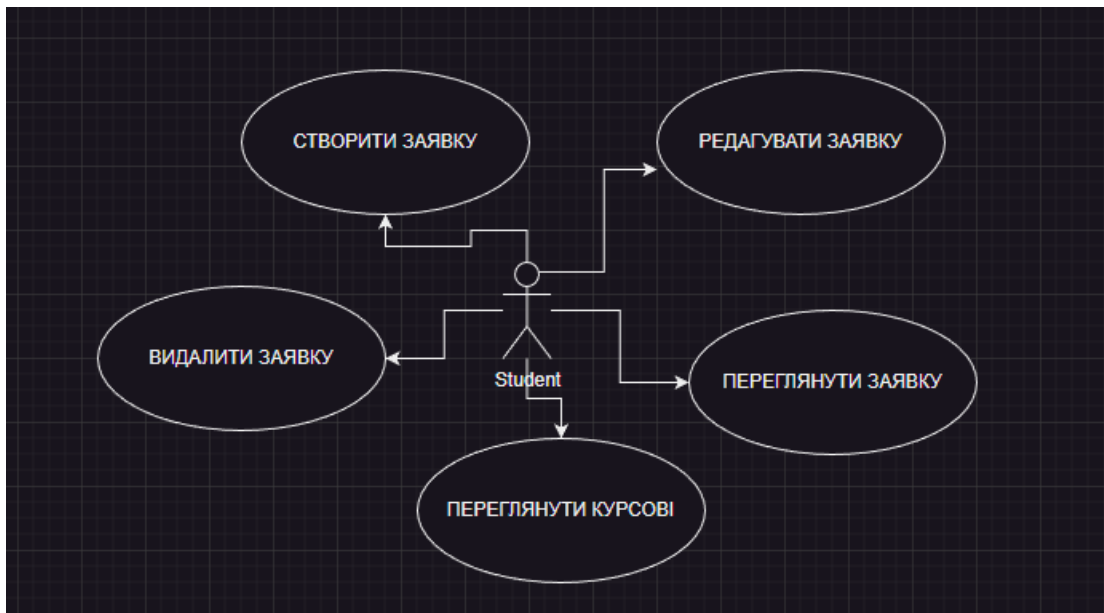 СТВОРИТИ ЗАЯВКУ
РЕДАГУВАТИ ЗАЯВКУ
ВИДАЛИТИ ЗАЯВКУ
Student
ПЕРЕГЛЯНУТИ ЗАЯВКУ
ПЕРЕГЛЯНУТИ КУРСОВІ